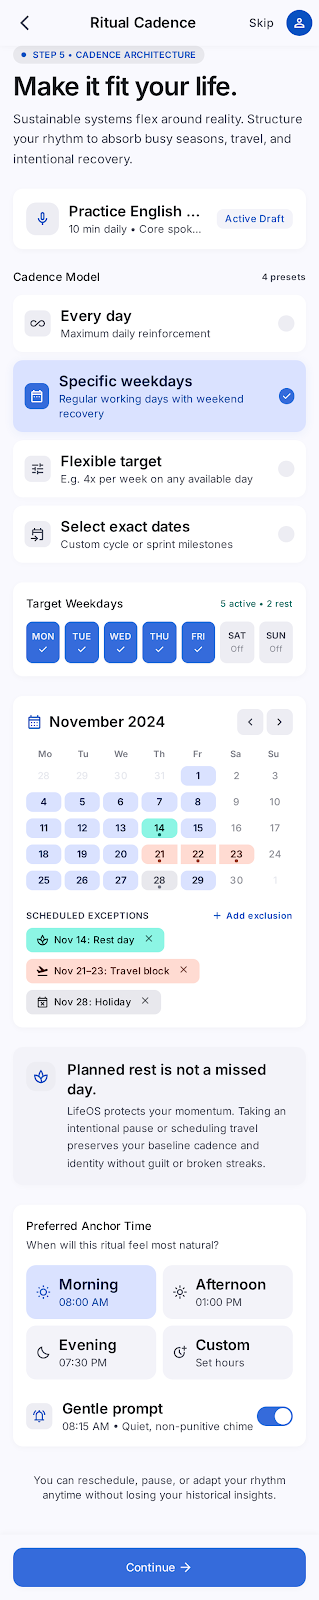 Ritual Cadence
Skip
STEP 5 • CADENCE ARCHITECTURE
Make it fit your life.
Sustainable systems flex around reality. Structure
your rhythm to absorb busy seasons, travel, and
intentional recovery.
Practice English ...
10 min daily • Core spok...
Active Draft
Cadence Model
4 presets
Every day
Maximum daily reinforcement
Specific weekdays
Regular working days with weekend
recovery
Flexible target
E.g. 4x per week on any available day
Select exact dates
Custom cycle or sprint milestones
Target Weekdays
5 active • 2 rest
MON TUE WED THU FRI SAT SUN
Off Off
November 2024
Mo Tu We Th Fr Sa Su
28 29 30 31 1 2 3
4 5 6 7 8 9 10
11 12 13 14 15 16 17
18 19 20 21 22 23 24
25 26 27 28 29 30 1
SCHEDULED EXCEPTIONS
+ Add exclusion
Nov 14: Rest day ×
Nov 21–23: Travel block ×
Nov 28: Holiday ×
Planned rest is not a missed
day.
LifeOS protects your momentum. Taking an
intentional pause or scheduling travel
preserves your baseline cadence and
identity without guilt or broken streaks.
Preferred Anchor Time
When will this ritual feel most natural?
Morning
08:00 AM
Afternoon
01:00 PM
Evening
07:30 PM
Custom
Set hours
Gentle prompt
08:15 AM • Quiet, non-punitive chime
You can reschedule, pause, or adapt your rhythm
anytime without losing your historical insights.
Continue →